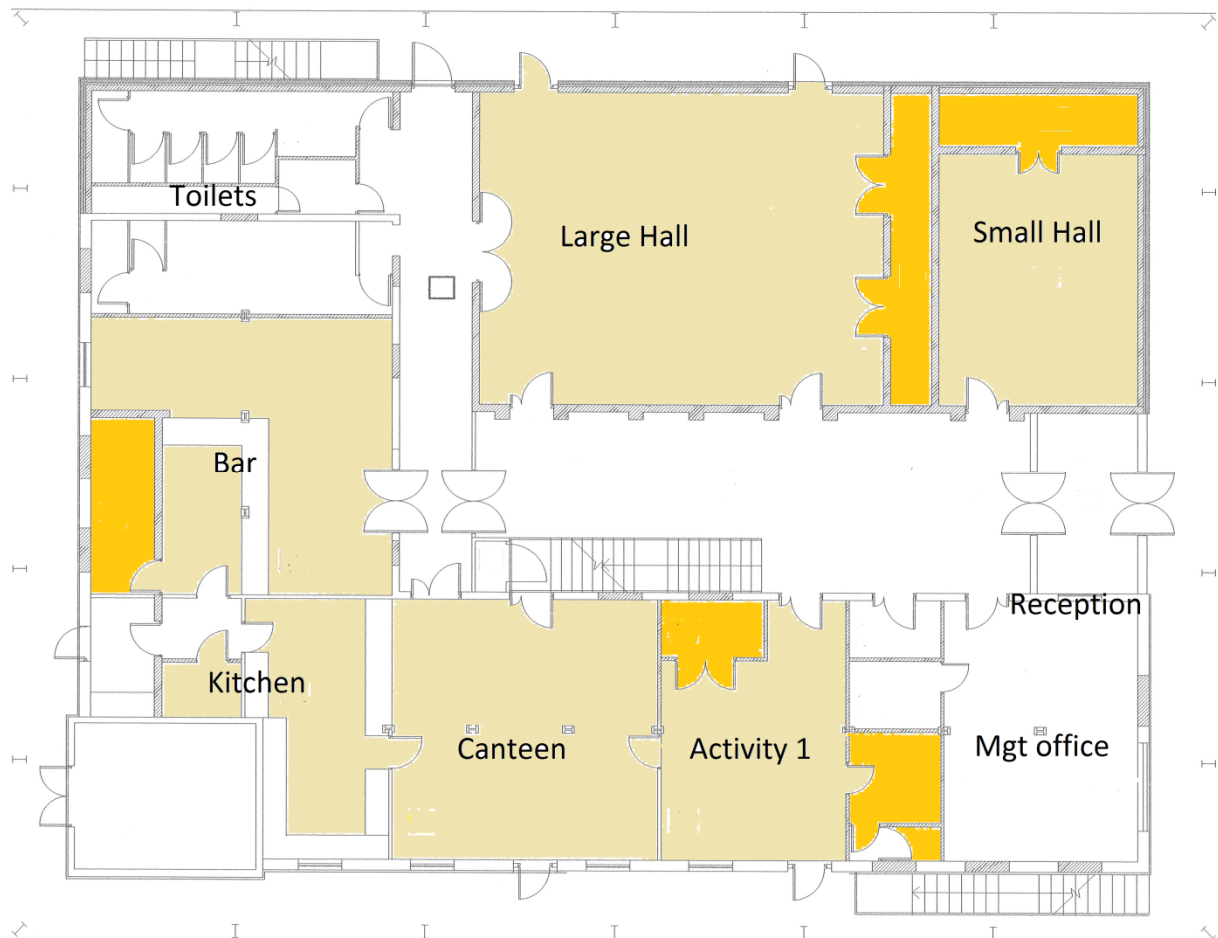 Toilets
Large Hall
Small Hall
Bar
Reception
Kitchen
Canteen
Activity 1
Mgt office